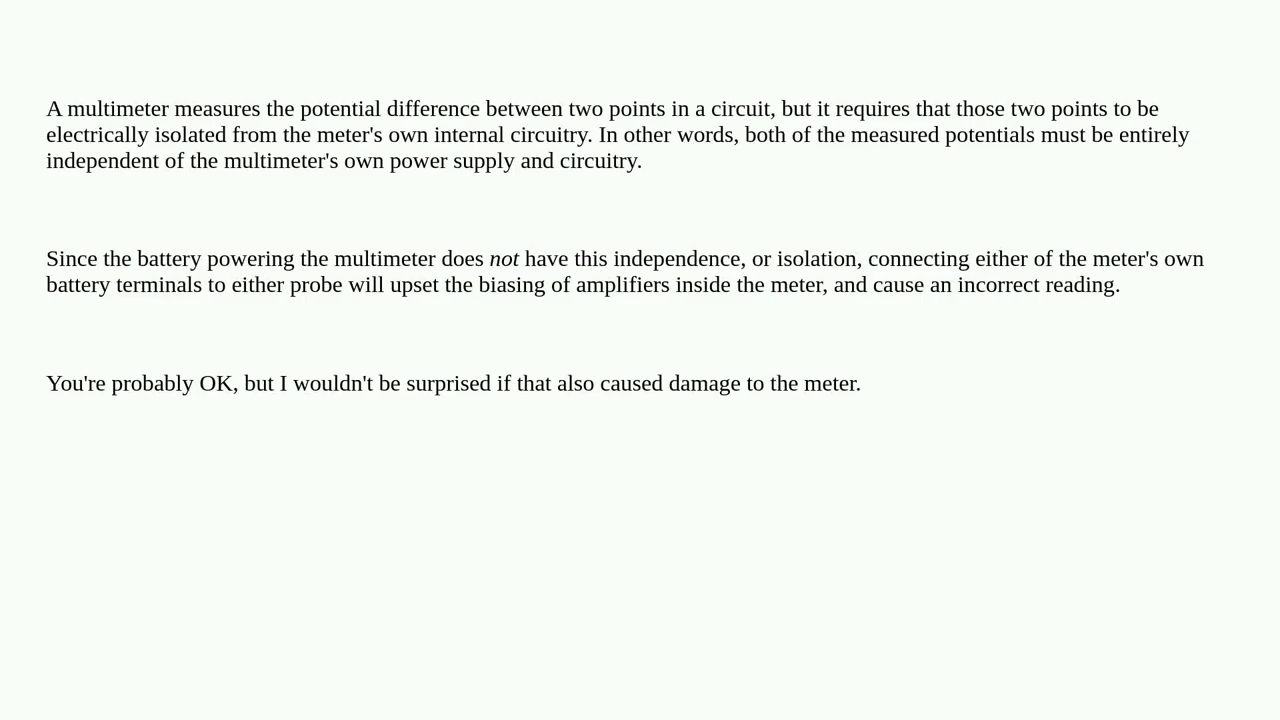 A multimeter measures the potential difference between two points in a circuit, but it requires that those two points to be
electrically isolated from the meter's own internal circuitry. In other words, both of the measured potentials must be entirely
independent of the multimeter's own power supply and circuitry.
Since the battery powering the multimeter does not have this independence, or isolation, connecting either of the meter's own
battery terminals to either probe will upset the biasing of amplifiers inside the meter, and cause an incorrect reading.
You're probably OK, but I wouldn't be surprised if that also caused damage to the meter.